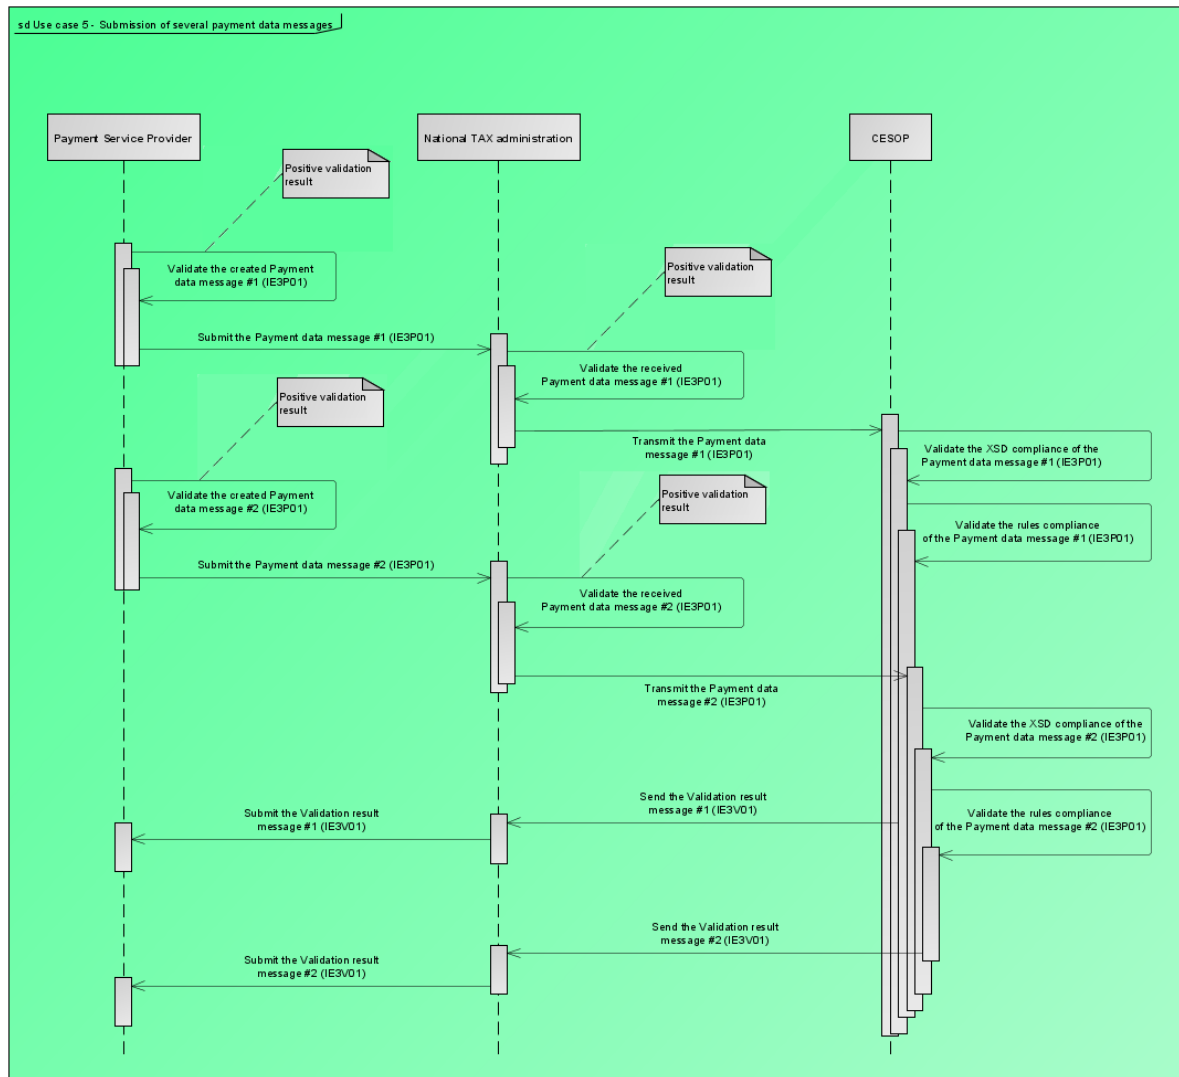 sd Use case 5 - Submission of several payment data messages
Payment Service Provider
National TAX administration
CESOP
Positive validation
result
Validate the created Payment
data message #1 (IE3P01)
Positive validation
result
Submit the Payment data message #1 (IE3P01)
Validate the received
Payment data message #1 (IE3P01)
Positive validation
result
Transmit the Payment data
message #1 (IE3P01)
Validate the XSD compliance of the
Payment data message #1 (IE3P01)
Validate the created Payment
data message #2 (IE3P01)
Positive validation
result
Validate the rules compliance
of the Payment data message #1 (IE3P01)
Submit the Payment data message #2 (IE3P01)
Validate the received
Payment data message #2 (IE3P01)
Transmit the Payment data
message #2 (IE3P01)
Validate the XSD compliance of the
Payment data message #2 (IE3P01)
Send the Validation result
message #1 (IE3V01)
Submit the Validation result
message #1 (IE3V01)
Validate the rules compliance
of the Payment data message #2 (IE3P01)
Send the Validation result
message #2 (IE3V01)
Submit the Validation result
message #2 (IE3V01)